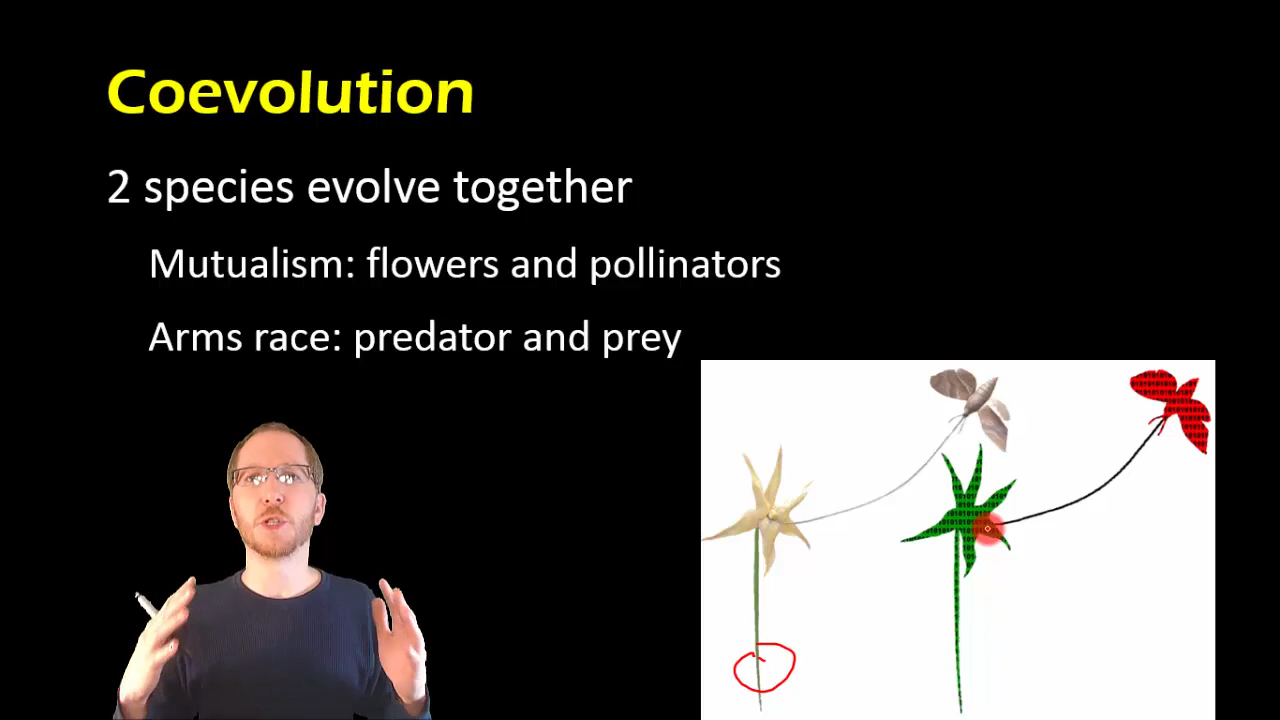 Coevolution
2 species evolve together
Mutualism: flowers and pollinators
Arms race: predator and prey